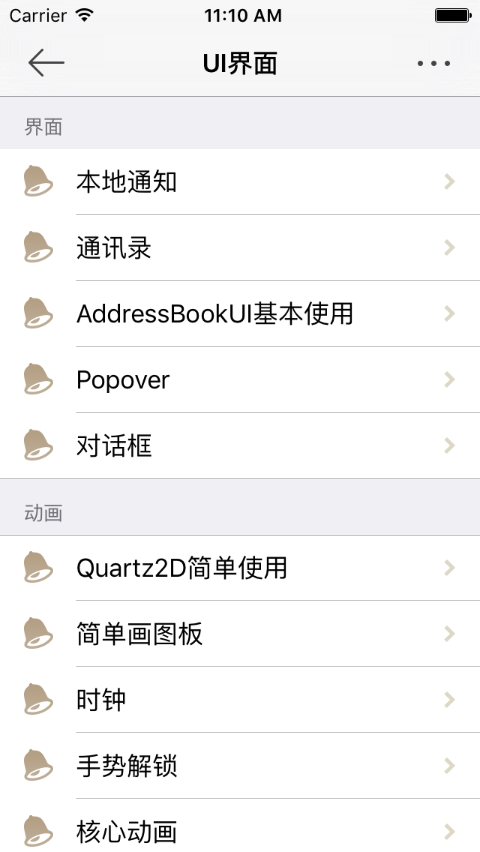 Carrier 11:10 AM
UI界面
界面
本地通知
通讯录
AddressBookUI基本使用
Popover
对话框
动画
Quartz2D简单使用
简单画图板
时钟
手势解锁
核心动画